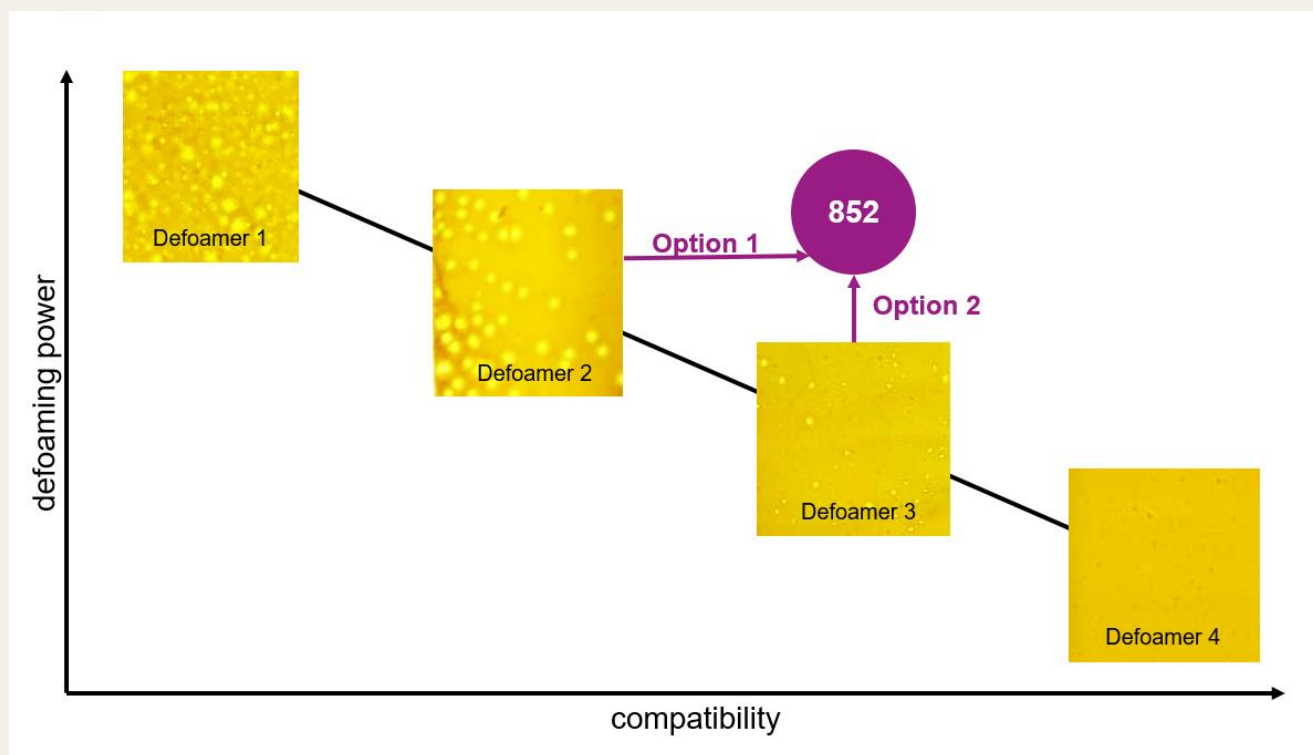 Defoamer 1
852
Option 1
Option 2
Defoamer 2
Defoamer 3
Defoamer 4
defoaming power
compatibility